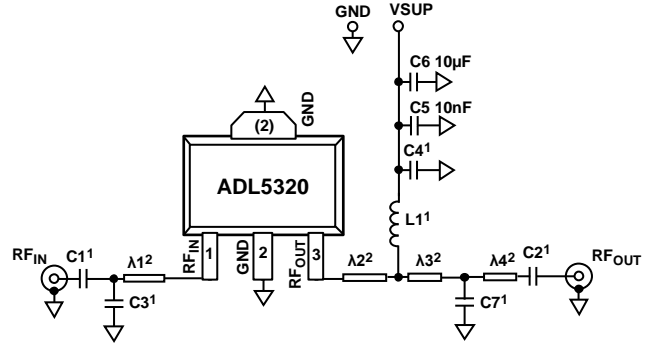 GND
VSUP
C6 10µF
C5 10nF
C4¹
L1¹
(2)
GND
ADL5320
RF_IN
C1¹
λ1²
C3¹
RF_IN
1
GND
2
RF_OUT
3
λ2²
λ3²
λ4²
C2¹
C7¹
RF_OUT